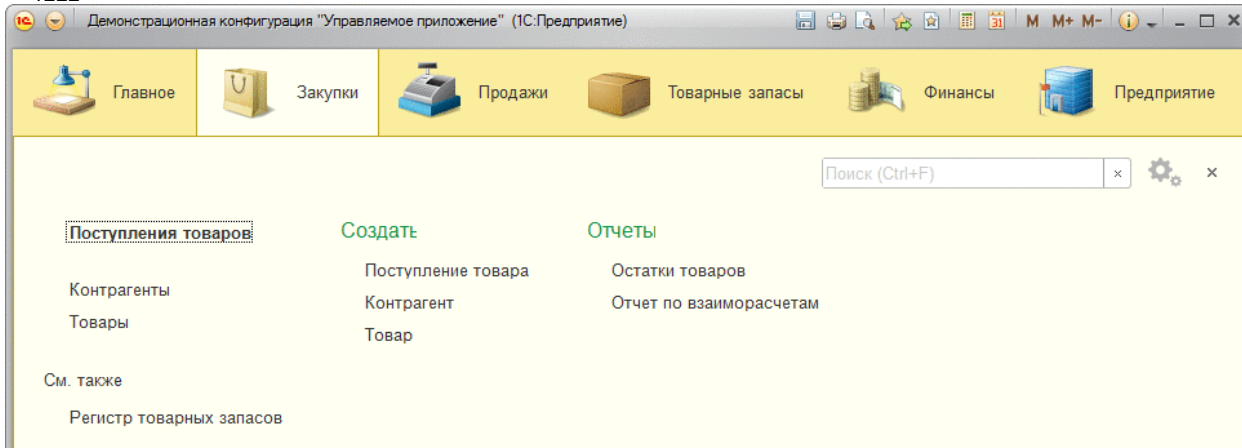 Демонстрационная конфигурация "Управляемое приложение" (1С:Предприятие)
31 M M+ M-
Главное Закупки Продажи Товарные запасы Финансы Предприятие
Поиск (Ctrl+F)
Поступления товаров Создать Отчеты
Поступление товара Остатки товаров
Контрагенты
Контрагент Отчет по взаиморасчетам
Товары
Товар
См. также
Регистр товарных запасов